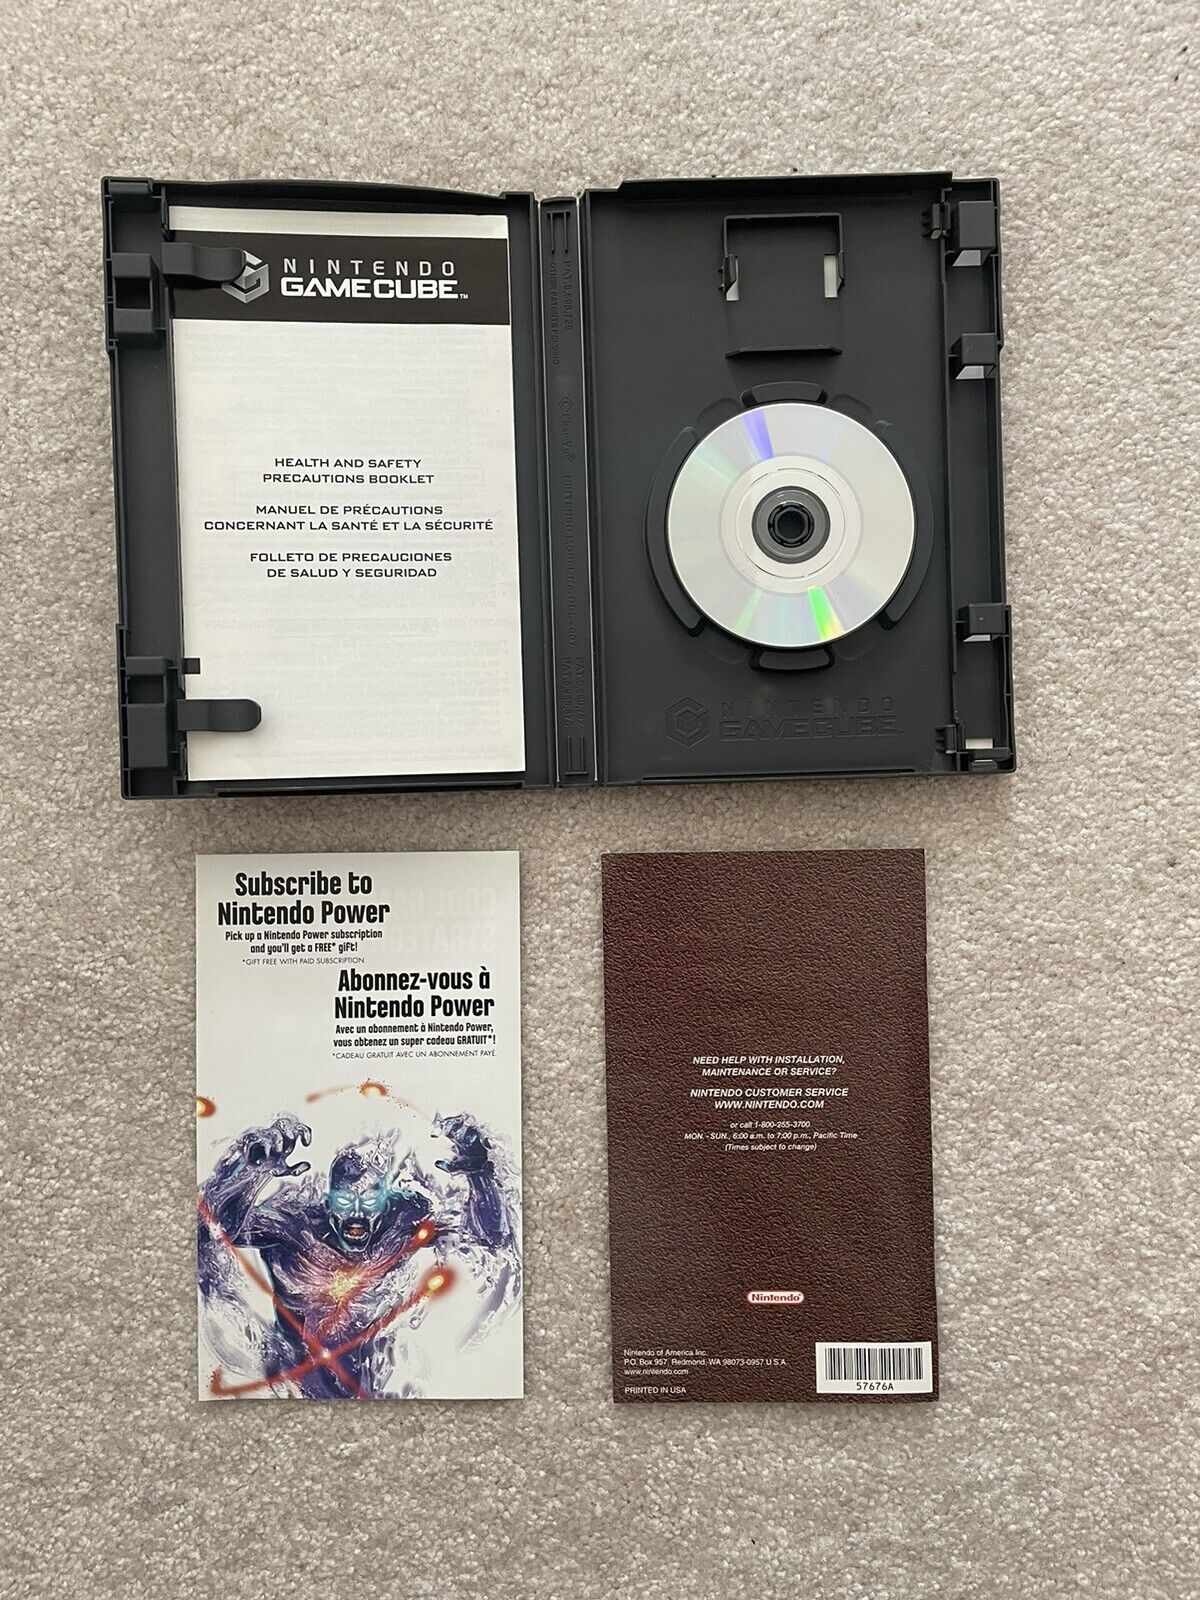 NINTENDO
GAMECUBE™
HEALTH AND SAFETY
PRECAUTIONS BOOKLET
MANUEL DE PRÉCAUTIONS
CONCERNANT LA SANTÉ ET LA SÉCURITÉ
FOLLETO DE PRECAUCIONES
DE SALUD Y SEGURIDAD
NINTENDO
GAMECUBE™
Subscribe to
Nintendo Power
Pick up a Nintendo Power subscription
and you'll get a FREE* gift!
*GIFT FREE WITH PAID SUBSCRIPTION
Abonnez-vous à
Nintendo Power
Avec un abonnement à Nintendo Power,
vous obtenez un super cadeau GRATUIT*!
*CADEAU GRATUIT AVEC UN ABONNEMENT PAYÉ.
NEED HELP WITH INSTALLATION,
MAINTENANCE OR SERVICE?
NINTENDO CUSTOMER SERVICE
WWW.NINTENDO.COM
or call 1-800-255-3700
MON. - SUN., 6:00 a.m. to 7:00 p.m., Pacific Time
(Times subject to change)
Nintendo®
Nintendo of America Inc.
P.O. Box 957, Redmond, WA 98073-0957 U.S.A.
www.nintendo.com
PRINTED IN USA
57676A